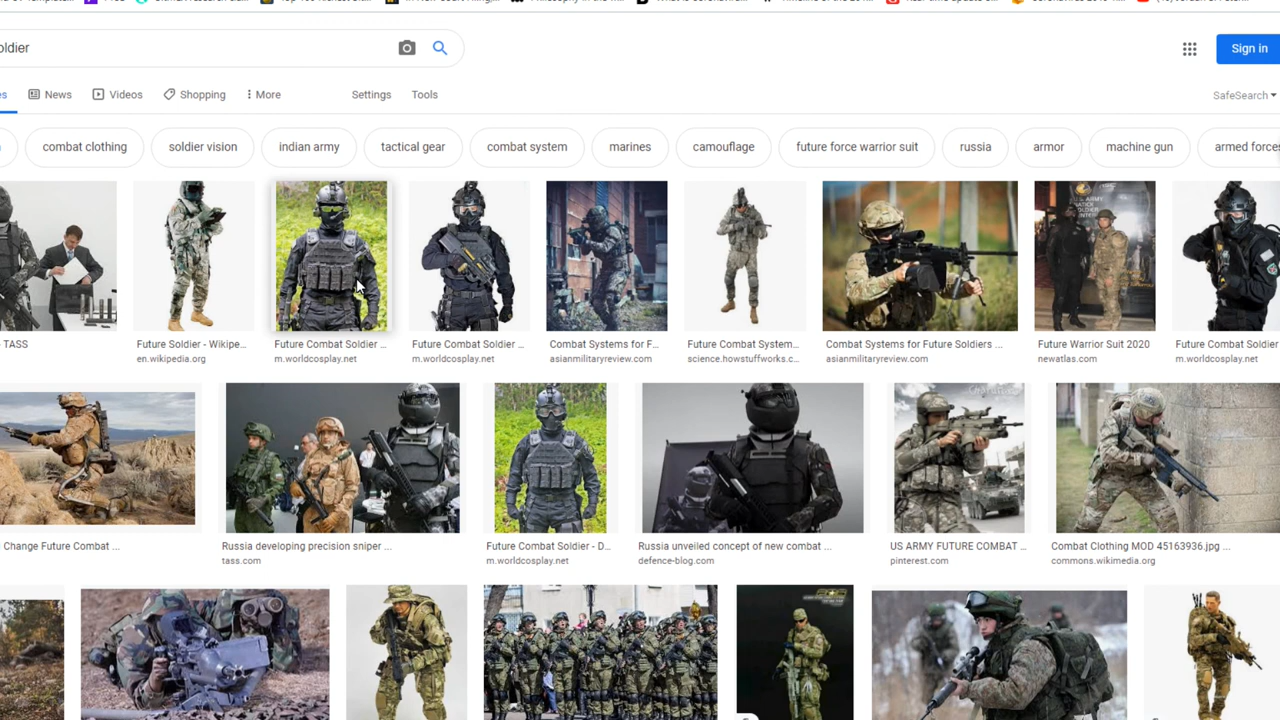 oldier
Sign in
es
News
Videos
Shopping
More
Settings
Tools
SafeSearch
combat clothing
soldier vision
indian army
tactical gear
combat system
marines
camouflage
future force warrior suit
russia
armor
machine gun
armed forces
- TASS
Future Soldier - Wikipe...
en.wikipedia.org
Future Combat Soldier ...
m.worldcosplay.net
Future Combat Soldier ...
m.worldcosplay.net
Combat Systems for F...
asianmilitaryreview.com
Future Combat System...
science.howstuffworks.c...
Combat Systems for Future Soldiers ...
asianmilitaryreview.com
Future Warrior Suit 2020
newatlas.com
Future Combat Soldier
m.worldcosplay.net
Change Future Combat ...
Russia developing precision sniper ...
tass.com
Future Combat Soldier - D...
m.worldcosplay.net
Russia unveiled concept of new combat ...
defence-blog.com
US ARMY FUTURE COMBAT ...
pinterest.com
Combat Clothing MOD 45163936.jpg ...
commons.wikimedia.org